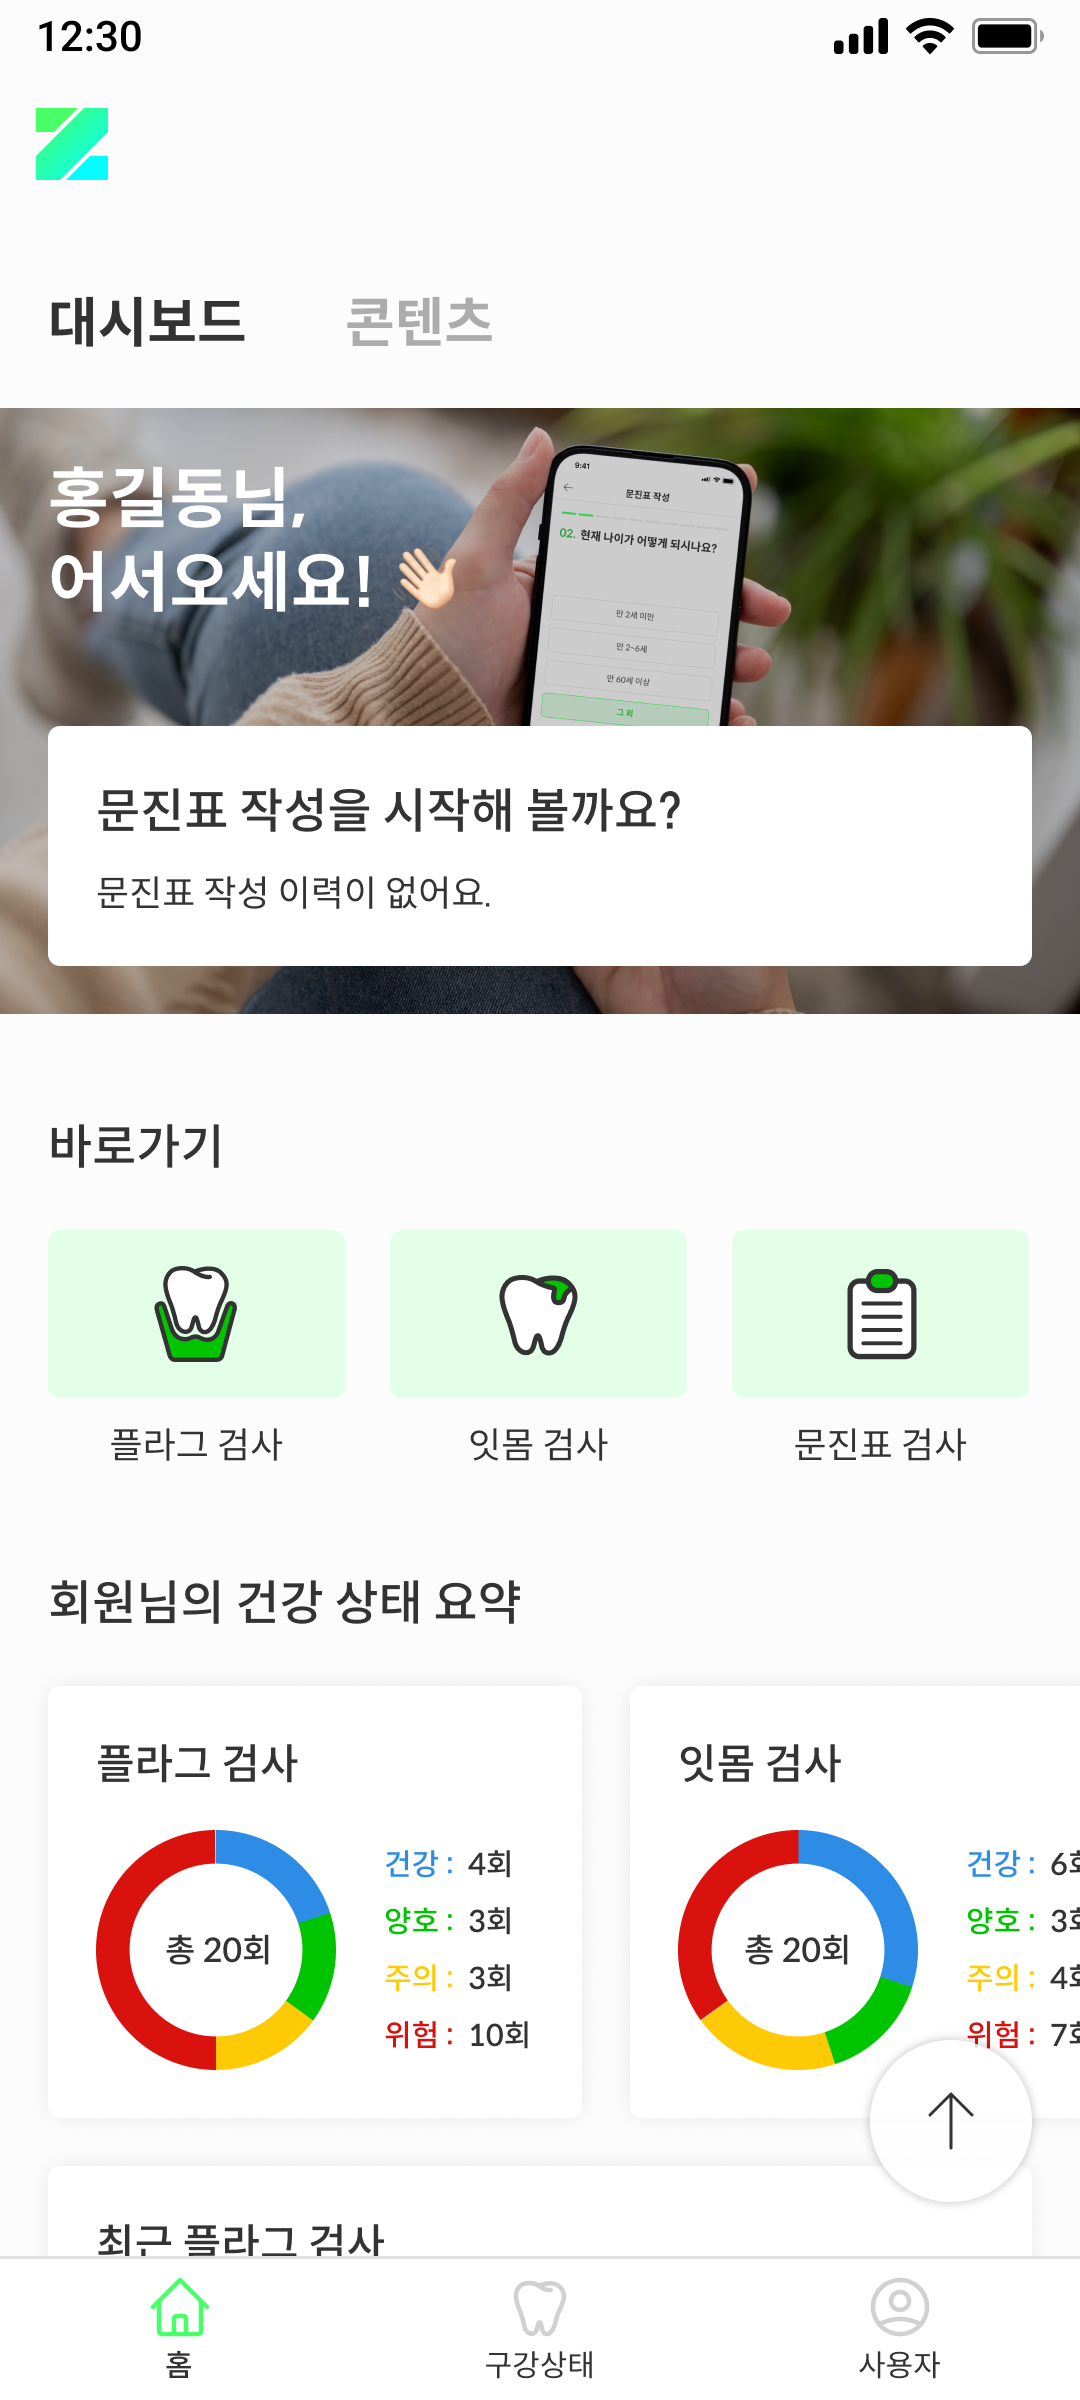 12:30
대시보드 콘텐츠
홍길동님,
어서오세요! 👋🏻
9:41
문진표 작성
02. 현재 나이가 어떻게 되시나요?
만 2세 미만
만 2~6세
만 60세 이상
그 외
문진표 작성을 시작해 볼까요?
문진표 작성 이력이 없어요.
바로가기
플라그 검사 잇몸 검사 문진표 검사
회원님의 건강 상태 요약
플라그 검사
총 20회
건강 : 4회
양호 : 3회
주의 : 3회
위험 : 10회
잇몸 검사
총 20회
건강 : 6회
양호 : 3회
주의 : 4회
위험 : 7회
최근 플라그 검사
홈 구강상태 사용자